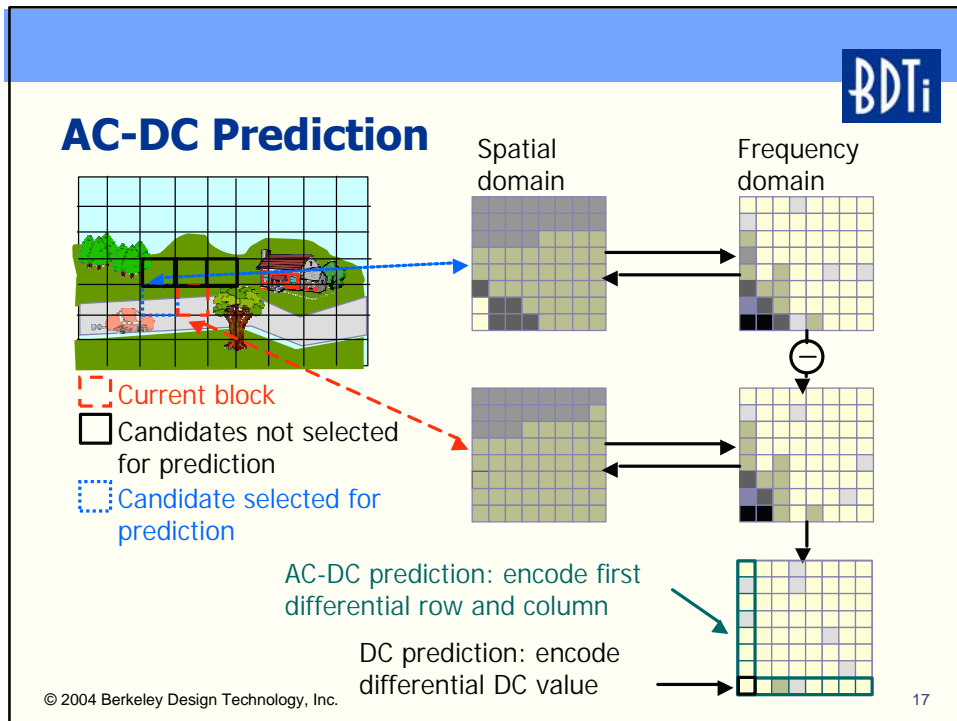 BDTi
AC-DC Prediction
Spatial
domain
Frequency
domain
Current block
Candidates not selected
for prediction
Candidate selected for
prediction
AC-DC prediction: encode first
differential row and column
DC prediction: encode
differential DC value
© 2004 Berkeley Design Technology, Inc.
17